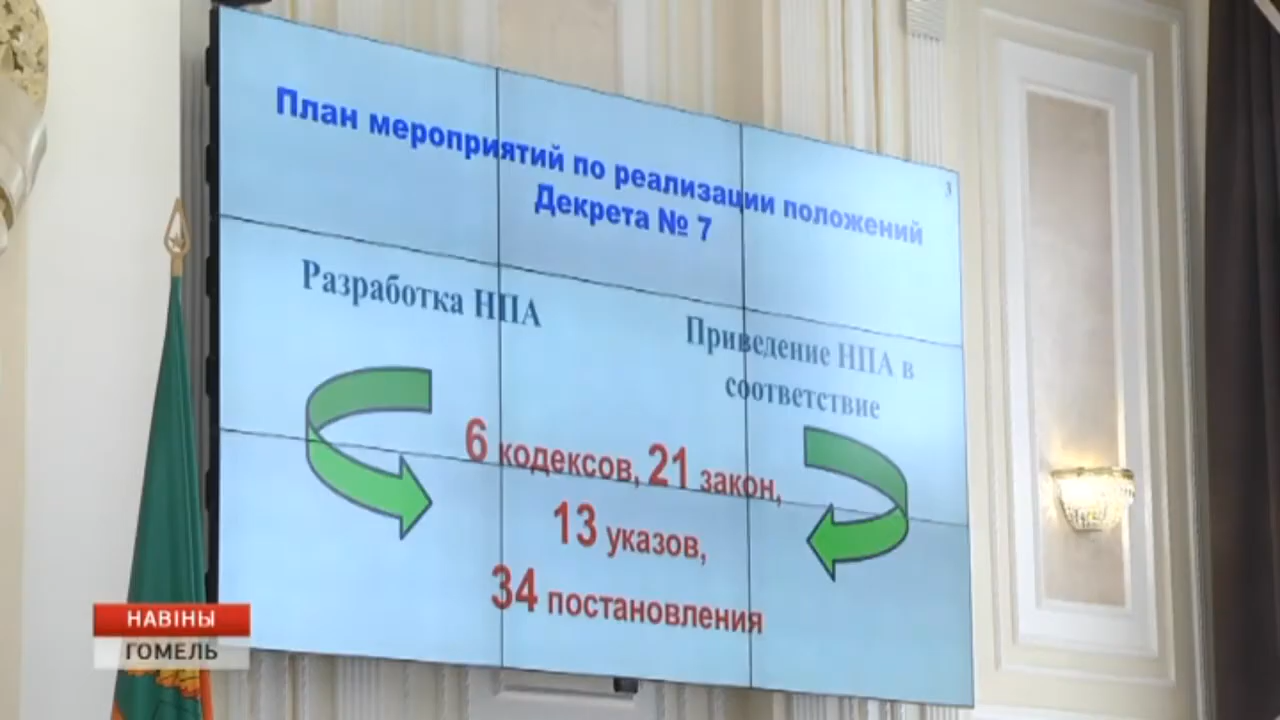 3
План мероприятий по реализации положений
Декрета № 7
Разработка НПА
Приведение НПА в
соответствие
6 кодексов, 21 закон,
13 указов,
34 постановления
НАВІНЫ
ГОМЕЛЬ